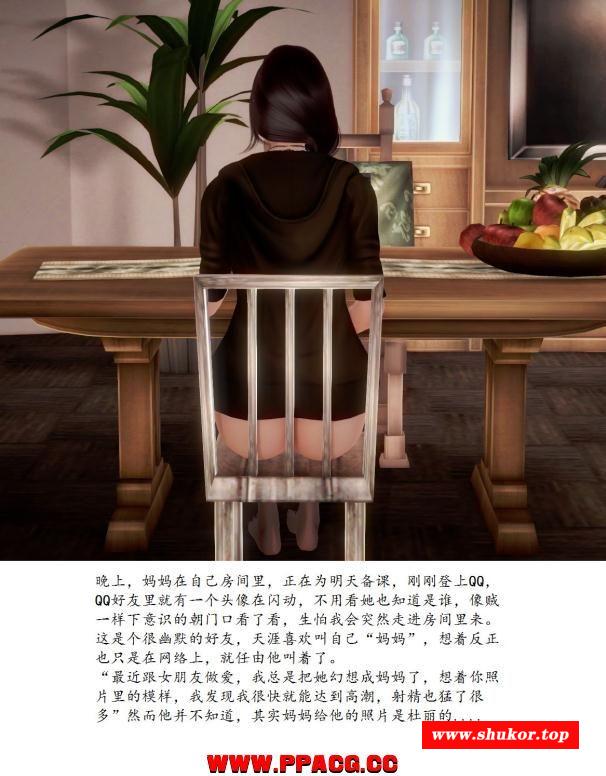 晚上，妈妈在自己房间里，正在为明天备课，刚刚登上QQ，
QQ好友里就有一个头像在闪动，不用看她也知道是谁，像贼
一样下意识的朝门口看了看，生怕我会突然走进房间里来。
这是个很幽默的好友，天涯喜欢叫自己“妈妈”，想着反正
也只是在网络上，就任由他叫着了。
“最近跟女朋友做爱，我总是把她幻想成妈妈了，想着你照
片里的模样，我发现我很快就能达到高潮，射精也猛了很
多”然而他并不知道，其实妈妈给他的照片是杜丽的....
www.shukor.top
WWW.PPACG.CC